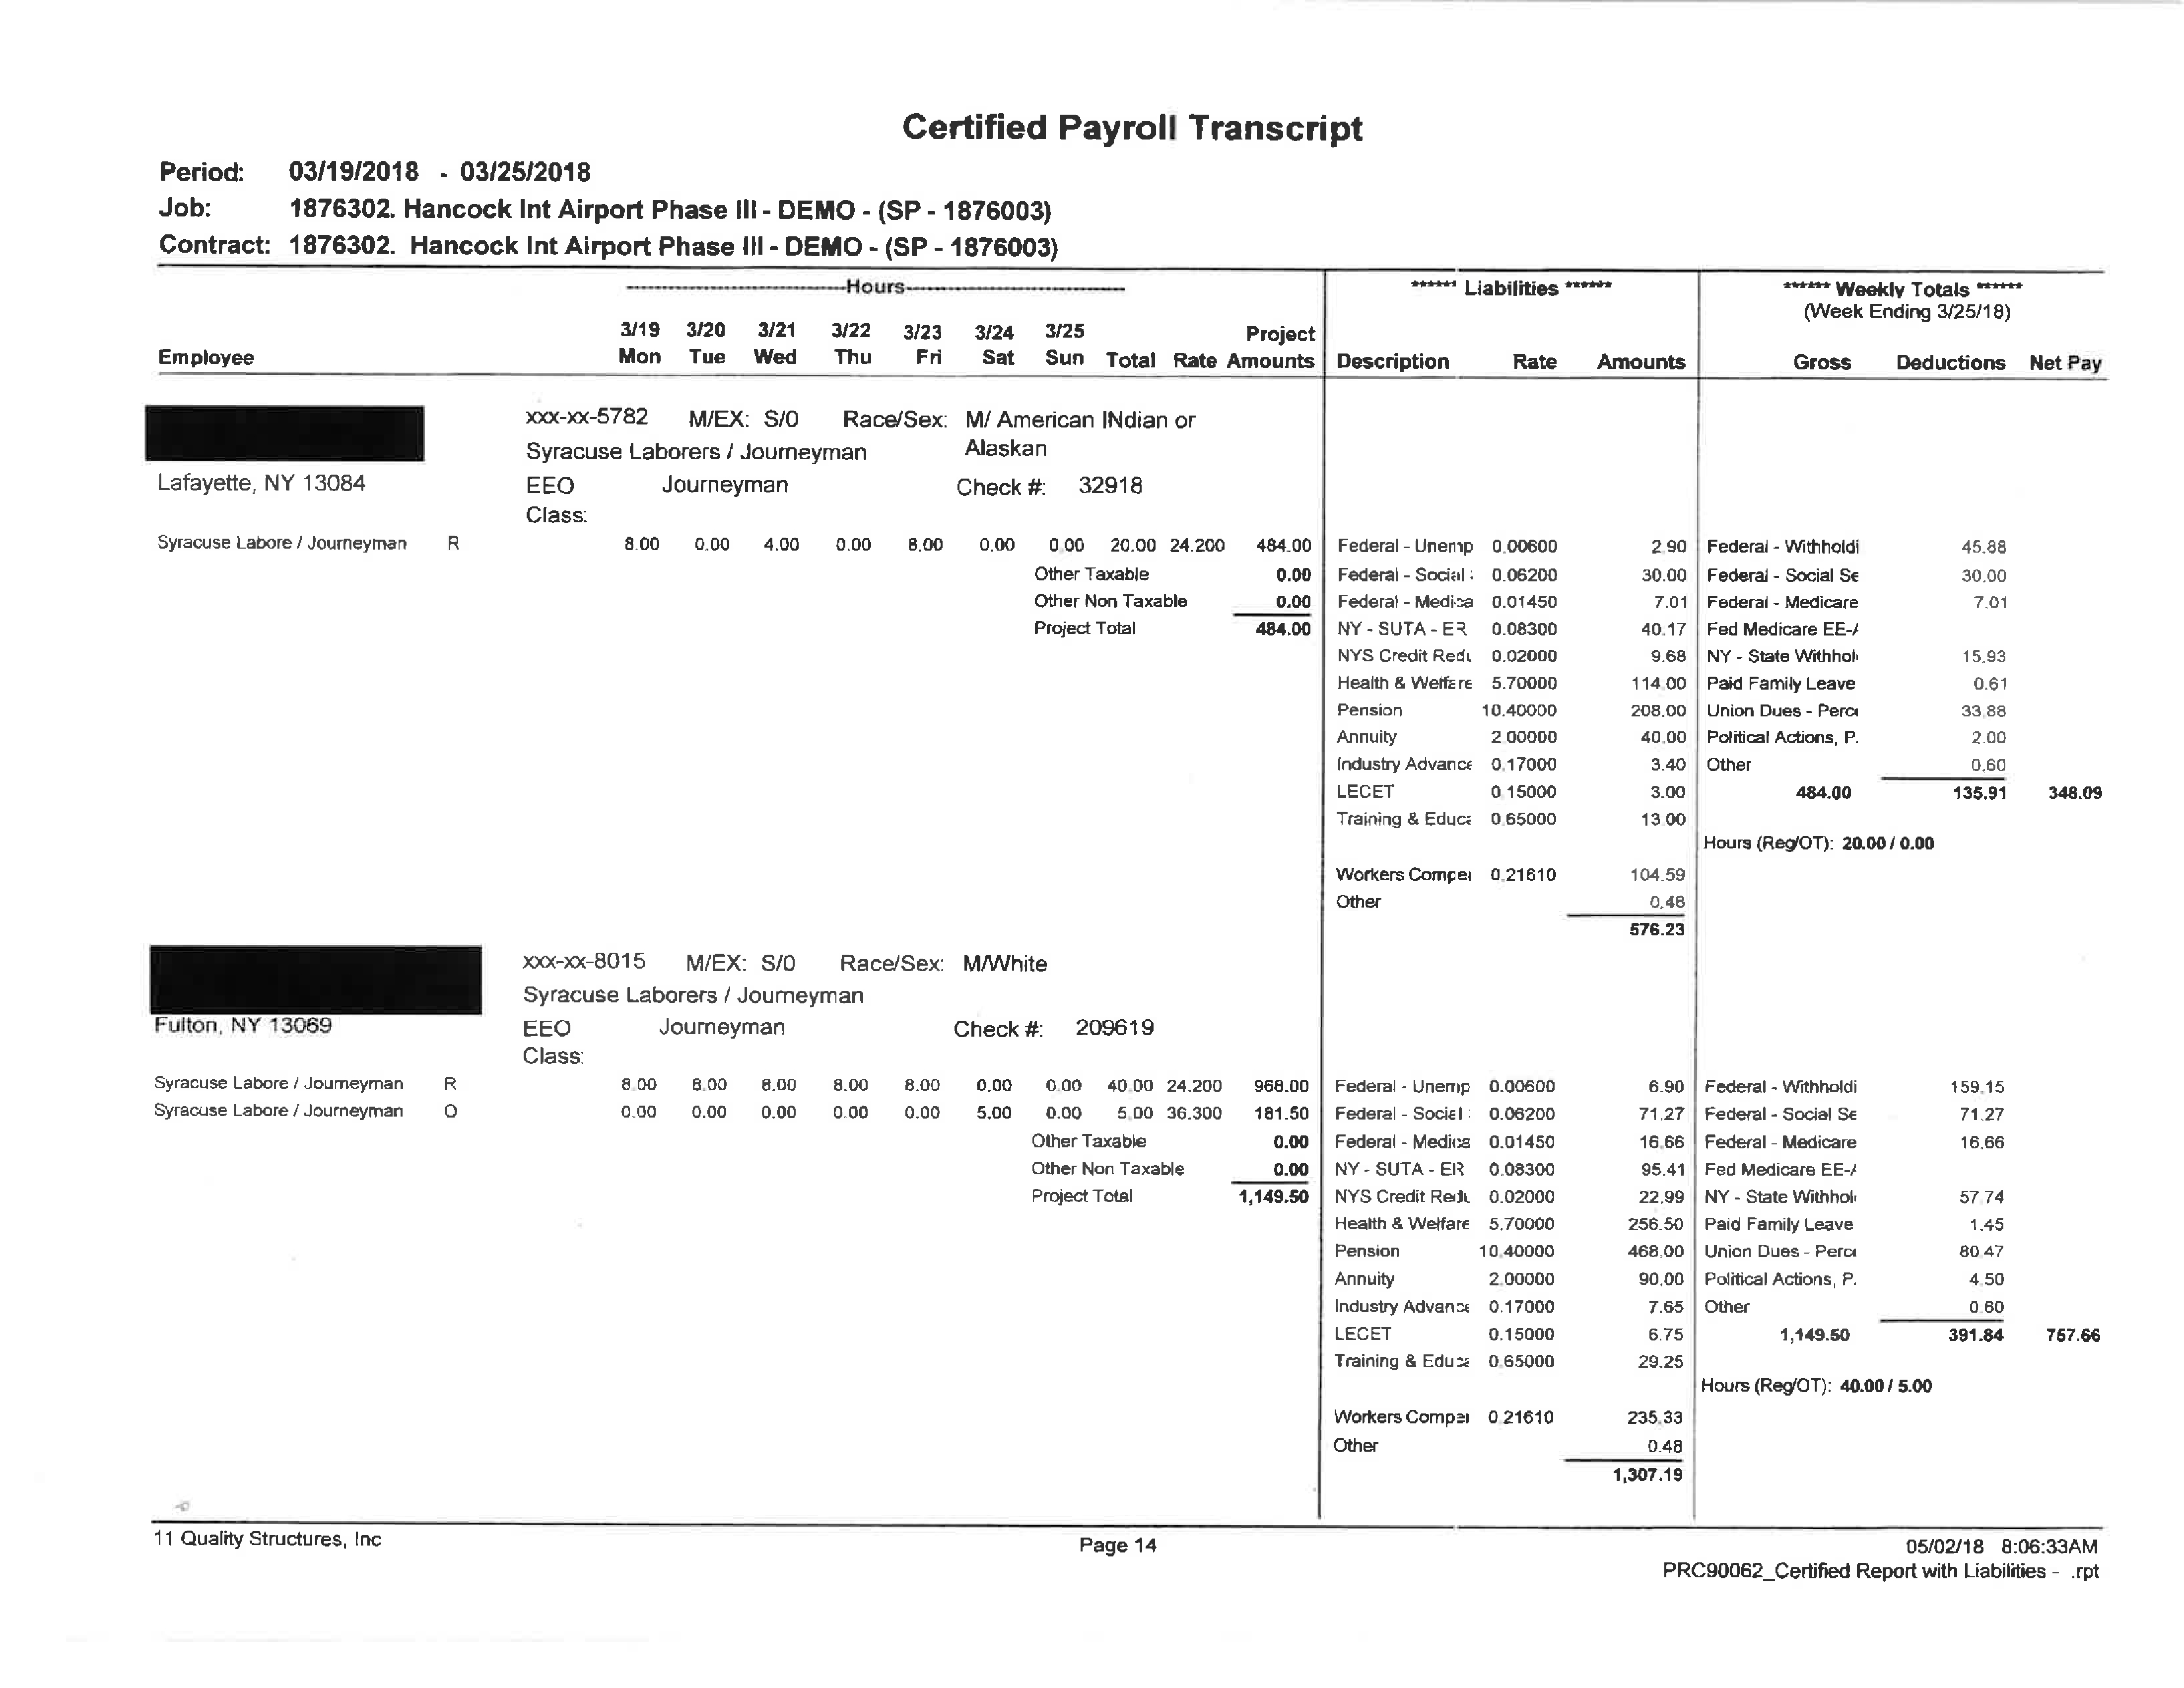 Certified Payroll Transcript
Period: 03/19/2018 - 03/25/2018
Job: 1876302. Hancock Int Airport Phase III - DEMO - (SP - 1876003)
Contract: 1876302. Hancock Int Airport Phase III - DEMO - (SP - 1876003)
Hours ****** Liabilities ****** ****** Weekly Totals ******
(Week Ending 3/25/18)
3/19 3/20 3/21 3/22 3/23 3/24 3/25 Project
Employee Mon Tue Wed Thu Fri Sat Sun Total Rate Amounts Description Rate Amounts Gross Deductions Net Pay
xxx-xx-5782 M/EX: S/0 Race/Sex: M/ American INdian or
Syracuse Laborers / Journeyman Alaskan
Lafayette, NY 13084 EEO Journeyman Check #: 32918
Class:
Syracuse Labore / Journeyman R 8.00 0.00 4.00 0.00 8.00 0.00 0.00 20.00 24.200 484.00 Federal - Unemp 0.00600 2.90 Federal - Withholdi 45.88
Other Taxable 0.00 Federal - Social 0.06200 30.00 Federal - Social Se 30.00
Other Non Taxable 0.00 Federal - Medica 0.01450 7.01 Federal - Medicare 7.01
Project Total 484.00 NY - SUTA - ER 0.08300 40.17 Fed Medicare EE-
NYS Credit Redu 0.02000 9.68 NY - State Withhol 15.93
Health & Welfare 5.70000 114.00 Paid Family Leave 0.61
Pension 10.40000 208.00 Union Dues - Perc 33.88
Annuity 2.00000 40.00 Political Actions, P. 2.00
Industry Advance 0.17000 3.40 Other 0.60
LECET 0.15000 3.00 484.00 135.91 348.09
Training & Educa 0.65000 13.00
Hours (Reg/OT): 20.00 / 0.00
Workers Compe 0.21610 104.59
Other 0.48
576.23
xxx-xx-8015 M/EX: S/0 Race/Sex: M/White
Syracuse Laborers / Journeyman
Fulton, NY 13069 EEO Journeyman Check #: 209619
Class:
Syracuse Labore / Journeyman R 8.00 8.00 8.00 8.00 8.00 0.00 0.00 40.00 24.200 968.00 Federal - Unemp 0.00600 6.90 Federal - Withholdi 159.15
Syracuse Labore / Journeyman O 0.00 0.00 0.00 0.00 0.00 5.00 0.00 5.00 36.300 181.50 Federal - Social 0.06200 71.27 Federal - Social Se 71.27
Other Taxable 0.00 Federal - Medica 0.01450 16.66 Federal - Medicare 16.66
Other Non Taxable 0.00 NY - SUTA - ER 0.08300 95.41 Fed Medicare EE-
Project Total 1,149.50 NYS Credit Redu 0.02000 22.99 NY - State Withhol 57.74
Health & Welfare 5.70000 256.50 Paid Family Leave 1.45
Pension 10.40000 468.00 Union Dues - Perc 80.47
Annuity 2.00000 90.00 Political Actions, P. 4.50
Industry Advance 0.17000 7.65 Other 0.60
LECET 0.15000 6.75 1,149.50 391.84 757.66
Training & Educa 0.65000 29.25
Hours (Reg/OT): 40.00 / 5.00
Workers Compe 0.21610 235.33
Other 0.48
1,307.19
11 Quality Structures, Inc Page 14 05/02/18 8:06:33AM
PRC90062_Certified Report with Liabilities - .rpt